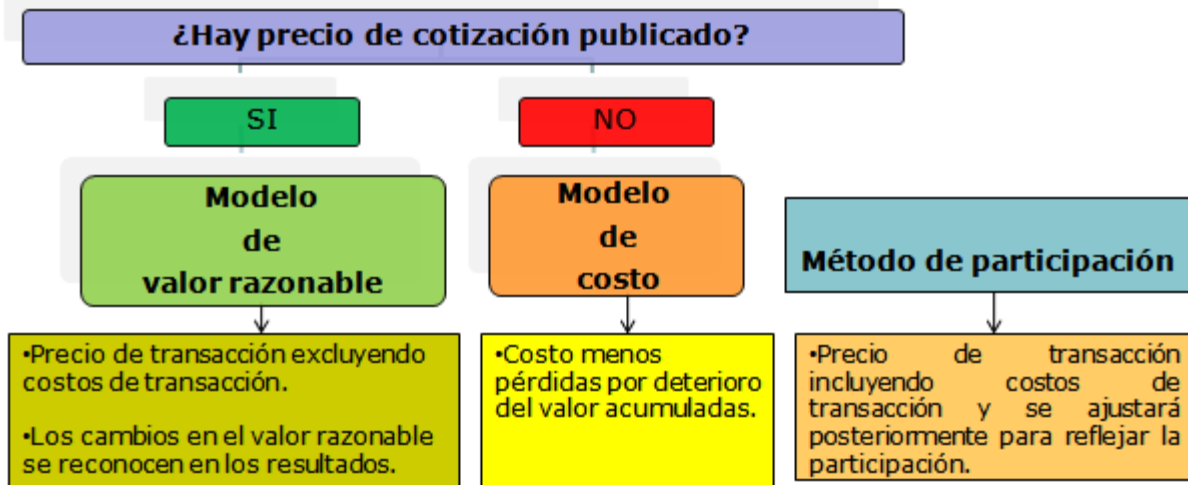 ¿Hay precio de cotización publicado?
SI
NO
Modelo
de
valor razonable
Modelo
de
costo
Método de participación
•Precio de transacción excluyendo
costos de transacción.
•Los cambios en el valor razonable
se reconocen en los resultados.
•Costo menos
pérdidas por deterioro
del valor acumuladas.
•Precio de transacción
incluyendo costos de
transacción y se ajustará
posteriormente para reflejar la
participación.